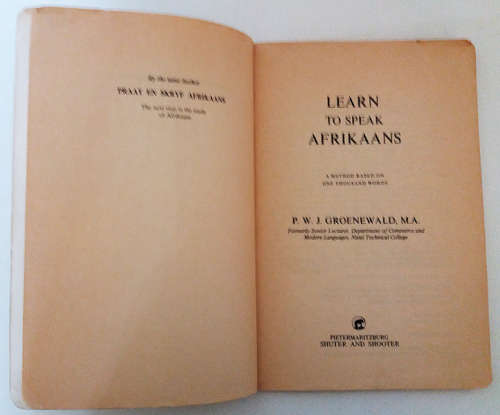 By the same Author
PRAAT EN SKRYF AFRIKAANS
The next step in the study
of Afrikaans
LEARN
TO SPEAK
AFRIKAANS
A METHOD BASED ON
ONE THOUSAND WORDS
P. W. J. GROENEWALD, M.A.
Formerly Senior Lecturer, Department of Commerce and
Modern Languages, Natal Technical College
PIETERMARITZBURG
SHUTER AND SHOOTER